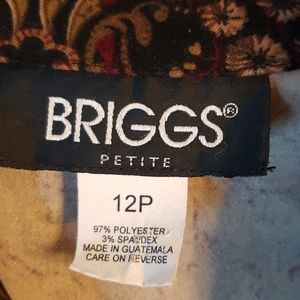 BRIGGS®
PETITE
12P
97% POLYESTER
3% SPANDEX
MADE IN GUATEMALA
CARE ON REVERSE